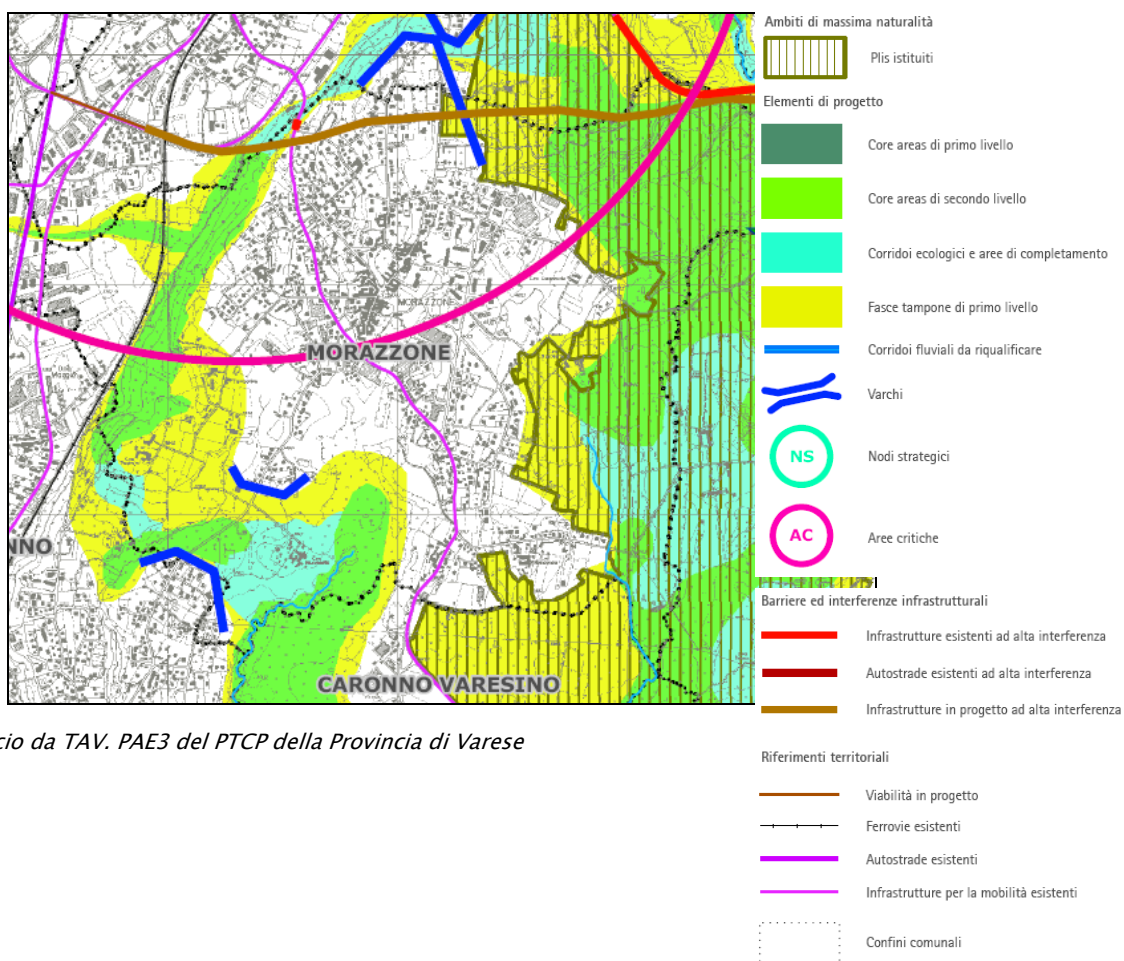 MORAZZONE
MORAZZONE
NNO
CARONNO VARESINO
cio da TAV. PAE3 del PTCP della Provincia di Varese
Ambiti di massima naturalità
Plis istituiti
Elementi di progetto
Core areas di primo livello
Core areas di secondo livello
Corridoi ecologici e aree di completamento
Fasce tampone di primo livello
Corridoi fluviali da riqualificare
Varchi
NS
Nodi strategici
AC
Aree critiche
Barriere ed interferenze infrastrutturali
Infrastrutture esistenti ad alta interferenza
Autostrade esistenti ad alta interferenza
Infrastrutture in progetto ad alta interferenza
Riferimenti territoriali
Viabilità in progetto
Ferrovie esistenti
Autostrade esistenti
Infrastrutture per la mobilità esistenti
Confini comunali